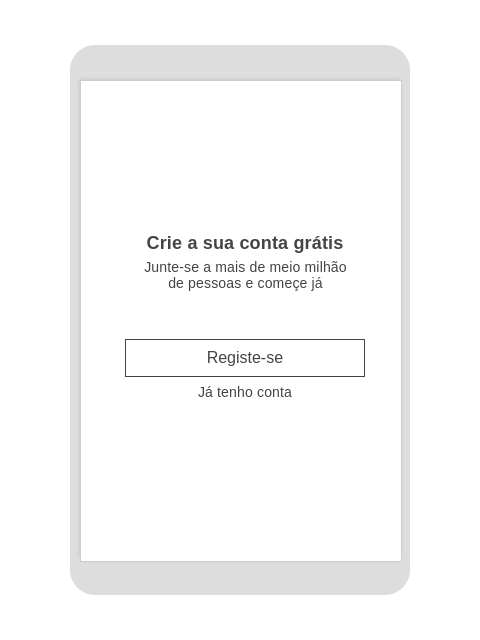 Crie a sua conta grátis
Junte-se a mais de meio milhão
de pessoas e começe já
Registe-se
Já tenho conta